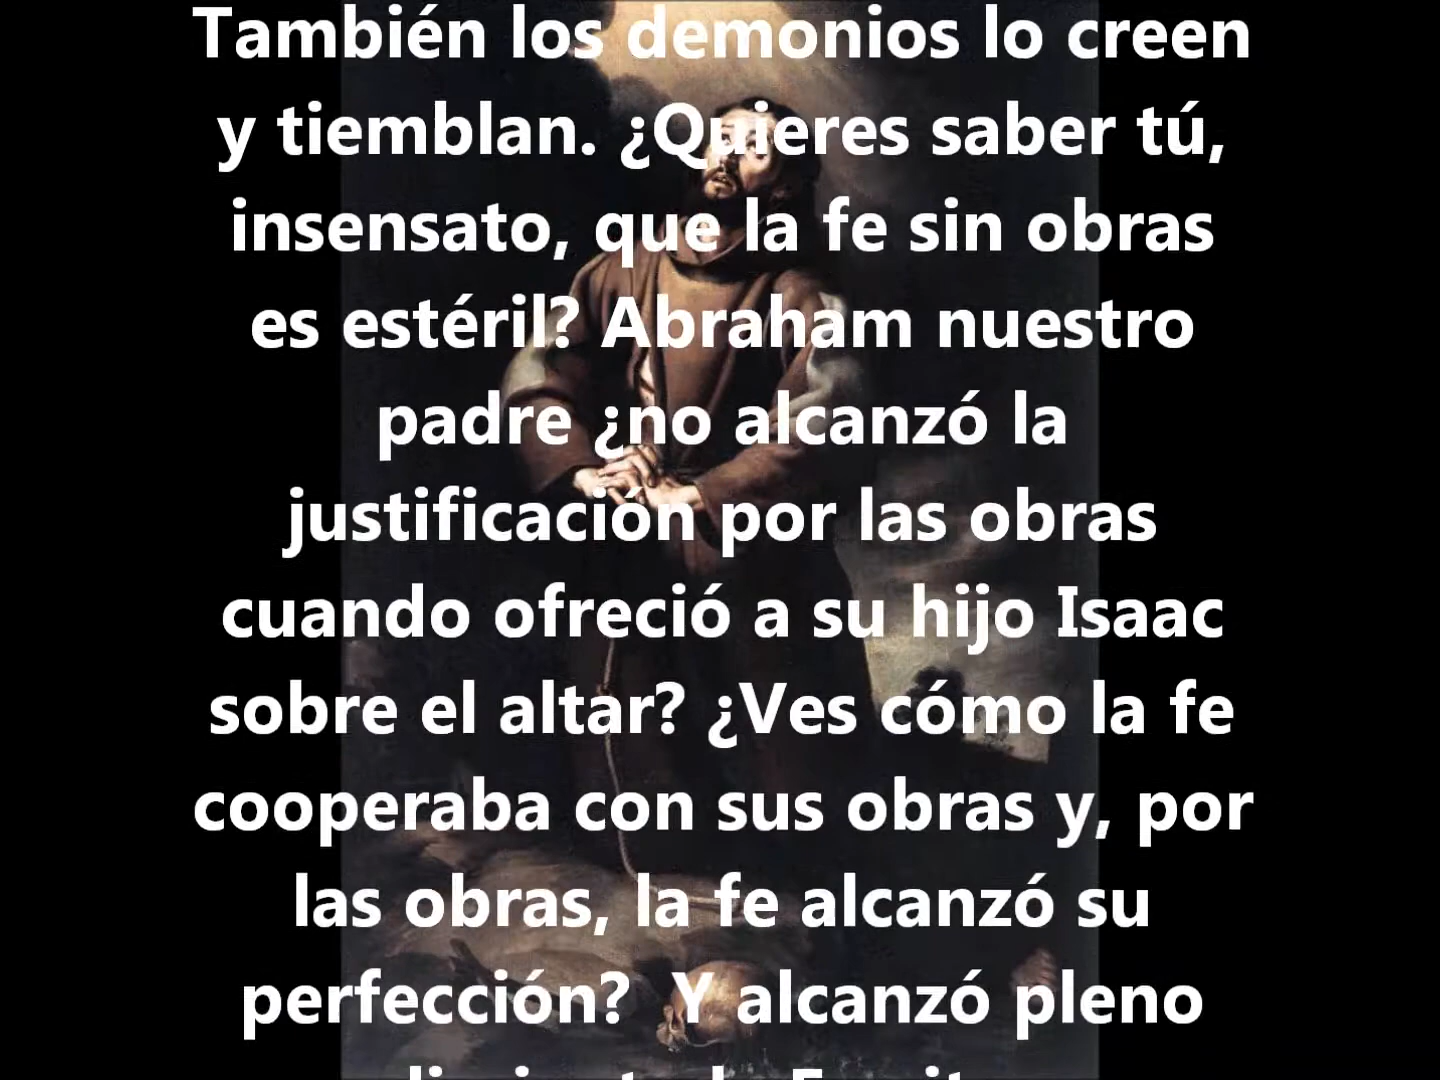 También los demonios lo creen
y tiemblan. ¿Quieres saber tú,
insensato, que la fe sin obras
es estéril? Abraham nuestro
padre ¿no alcanzó la
justificación por las obras
cuando ofreció a su hijo Isaac
sobre el altar? ¿Ves cómo la fe
cooperaba con sus obras y, por
las obras, la fe alcanzó su
perfección? Y alcanzó pleno